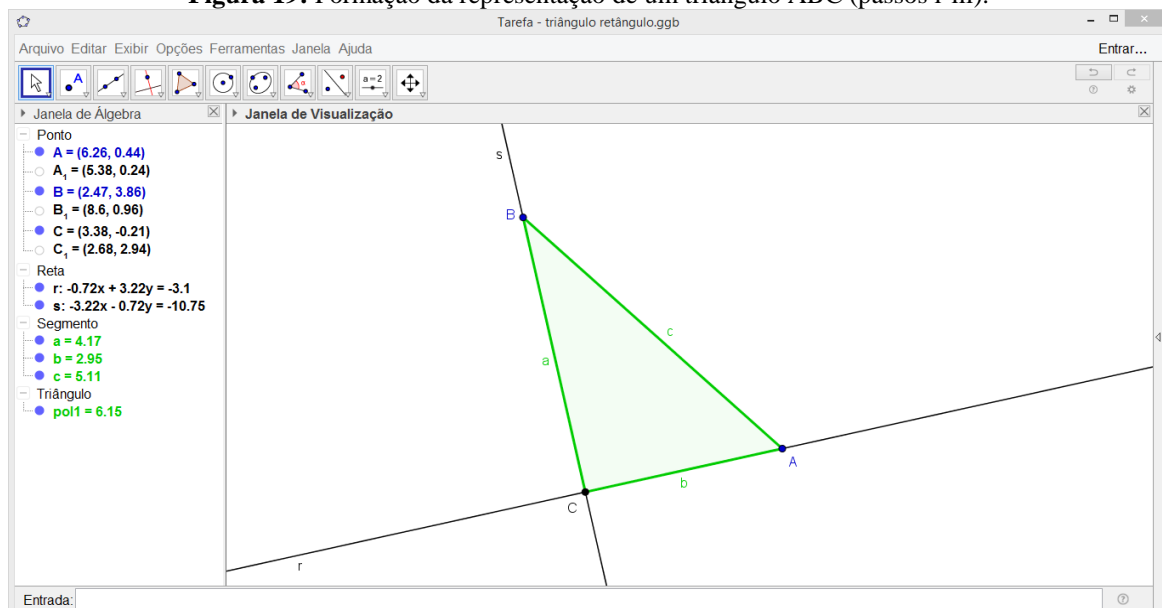 Figura 19: Formação da representação de um triângulo ABC (passos i-iii).
Tarefa - triângulo retângulo.ggb
Arquivo Editar Exibir Opções Ferramentas Janela Ajuda
Entrar...
A
a=2
Janela de Álgebra
Janela de Visualização
Ponto
A = (6.26, 0.44)
A₁ = (5.38, 0.24)
B = (2.47, 3.86)
B₁ = (8.6, 0.96)
C = (3.38, -0.21)
C₁ = (2.68, 2.94)
Reta
r: -0.72x + 3.22y = -3.1
s: -3.22x - 0.72y = -10.75
Segmento
a = 4.17
b = 2.95
c = 5.11
Triângulo
pol1 = 6.15
s
B
c
a
A
b
C
r
Entrada: